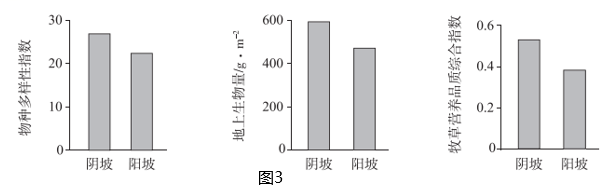 物种多样性指数
30
20
10
0
阴坡 阳坡
地上生物量/g·m⁻²
600
400
200
0
阴坡 阳坡
牧草营养品质综合指数
0.6
0.4
0.2
0
阴坡 阳坡
图3